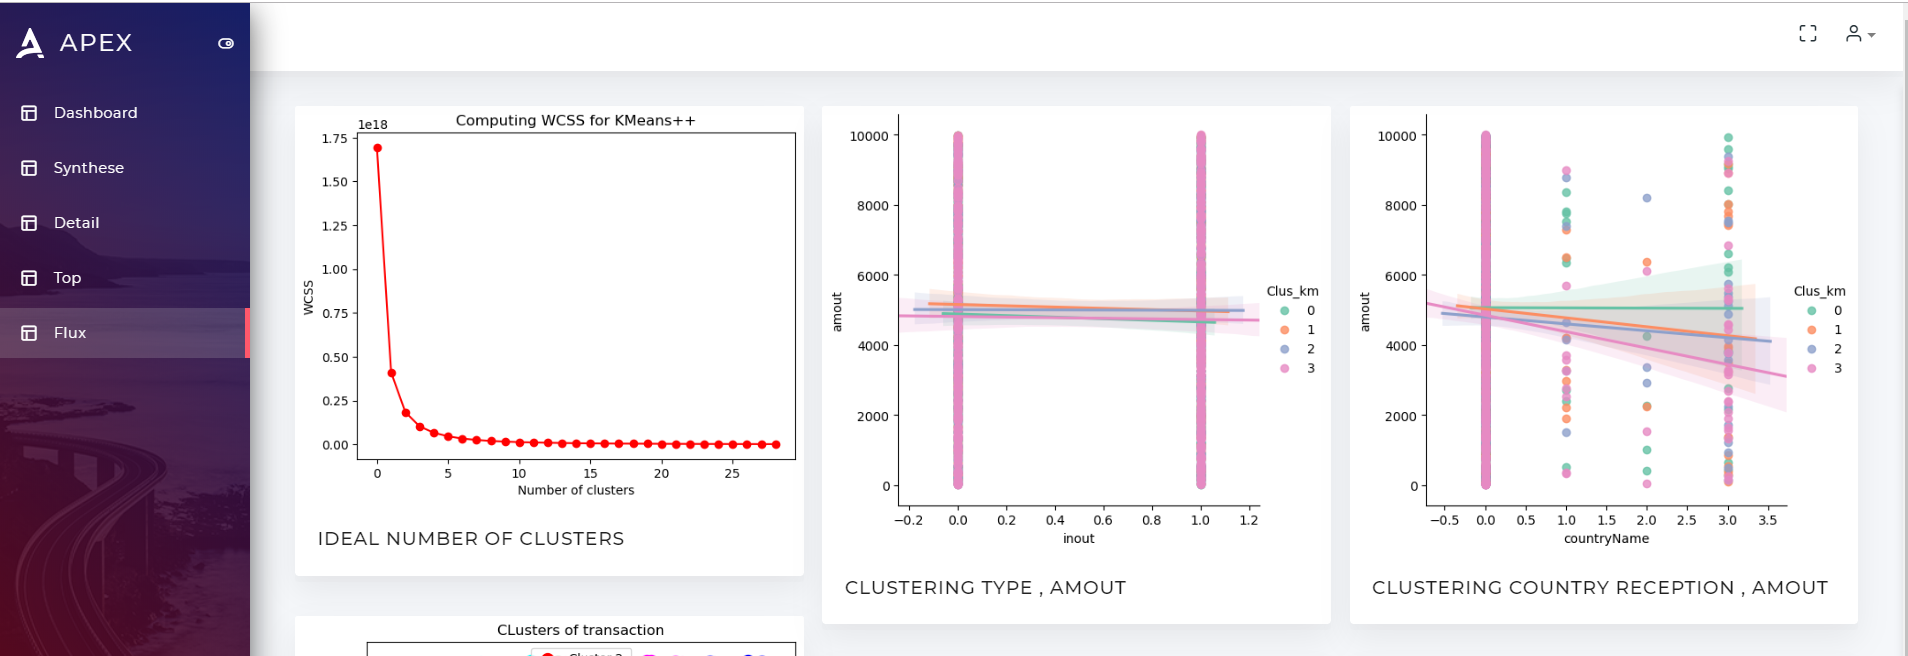 APEX
Dashboard
Synthese
Detail
Top
Flux
Computing WCSS for KMeans++
1e18
1.75
1.50
1.25
1.00
0.75
0.50
0.25
0.00
WCSS
0 5 10 15 20 25
Number of clusters
IDEAL NUMBER OF CLUSTERS
10000
8000
6000
4000
2000
0
amout
−0.2 0.0 0.2 0.4 0.6 0.8 1.0 1.2
inout
Clus_km
0
1
2
3
CLUSTERING TYPE , AMOUT
10000
8000
6000
4000
2000
0
amout
−0.5 0.0 0.5 1.0 1.5 2.0 2.5 3.0 3.5
countryName
Clus_km
0
1
2
3
CLUSTERING COUNTRY RECEPTION , AMOUT
CLusters of transaction